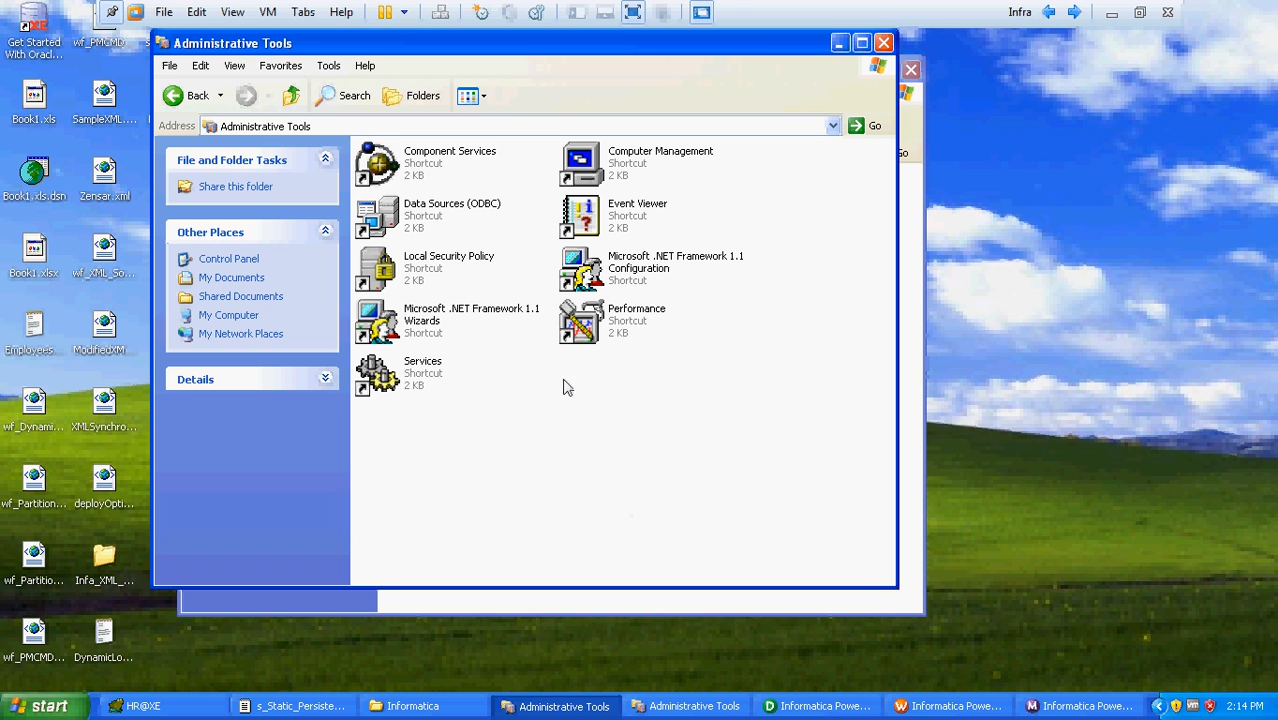 File Edit View VM Tabs Help Infra
Get Started
With Oracl...
wf_PMCMD...
Administrative Tools
File Edit View Favorites Tools Help
Back Search Folders
Address Administrative Tools Go
File and Folder Tasks
Share this folder
Other Places
Control Panel
My Documents
Shared Documents
My Computer
My Network Places
Details
Component Services
Shortcut
2 KB
Computer Management
Shortcut
2 KB
Data Sources (ODBC)
Shortcut
2 KB
Event Viewer
Shortcut
2 KB
Local Security Policy
Shortcut
2 KB
Microsoft .NET Framework 1.1
Configuration
Shortcut
Microsoft .NET Framework 1.1
Wizards
Shortcut
Performance
Shortcut
2 KB
Services
Shortcut
2 KB
Book1.xls
SampleXML....
Book1.xls.dsn
Zensar.xml
Book1.xlsx
wf_XML_So...
Employees...
ModifiedXM...
wf_Dynami...
XMLSynchro...
wf_Partition...
deployOpti...
wf_Partitio...
Infa_XML_...
wf_PMCMD...
DynamicLo...
start
HR@XE
s_Static_Persiste...
Informatica
Administrative Tools
Administrative Tools
Informatica Powe...
Informatica Powe...
Informatica Powe...
2:14 PM